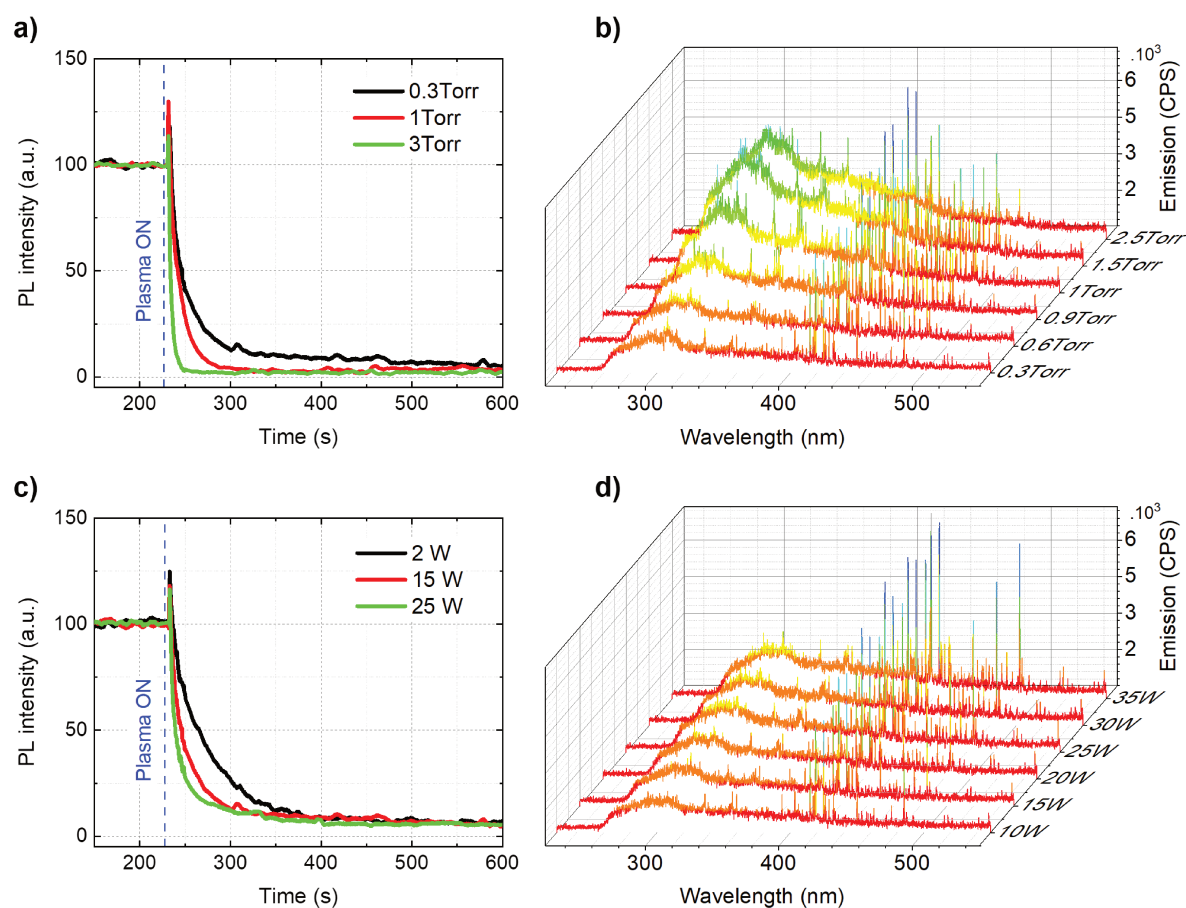 a)
150
100
50
0
PL intensity (a.u.)
Plasma ON
0.3Torr
1Torr
3Torr
200 300 400 500 600
Time (s)
b)
.10³
6
5
3
2
Emission (CPS)
2.5Torr
1.5Torr
1Torr
0.9Torr
0.6Torr
0.3Torr
300 400 500
Wavelength (nm)
c)
150
100
50
0
PL intensity (a.u.)
Plasma ON
2 W
15 W
25 W
200 300 400 500 600
Time (s)
d)
.10³
6
5
3
2
Emission (CPS)
35W
30W
25W
20W
15W
10W
300 400 500
Wavelength (nm)